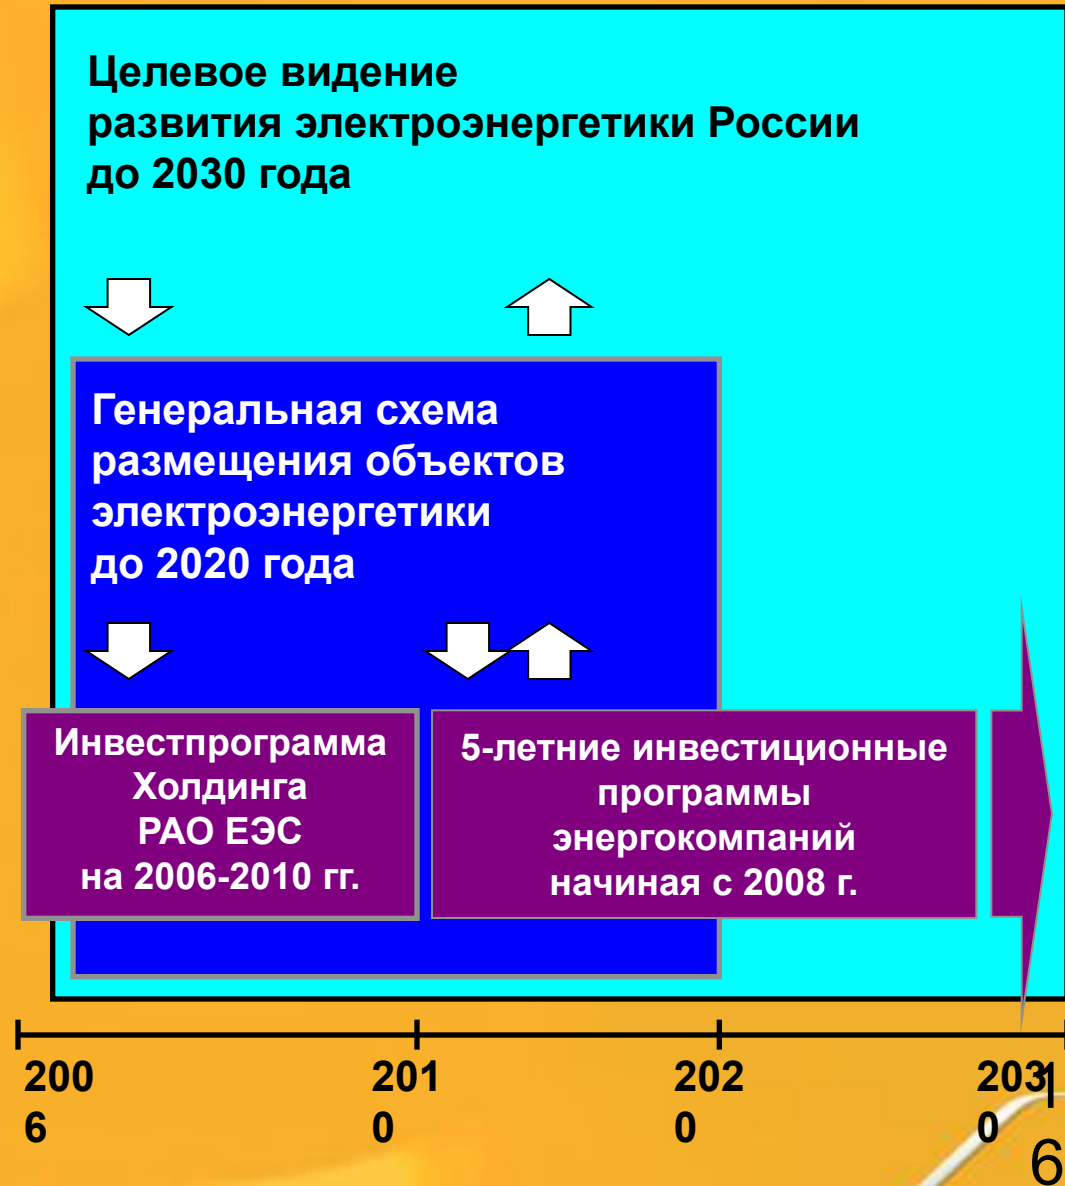 Целевое видение
развития электроэнергетики России
до 2030 года
Генеральная схема
размещения объектов
электроэнергетики
до 2020 года
Инвестпрограмма
Холдинга
РАО ЕЭС
на 2006-2010 гг.
5-летние инвестиционные
программы
энергокомпаний
начиная с 2008 г.
200
6
201
0
202
0
203
0
1
6